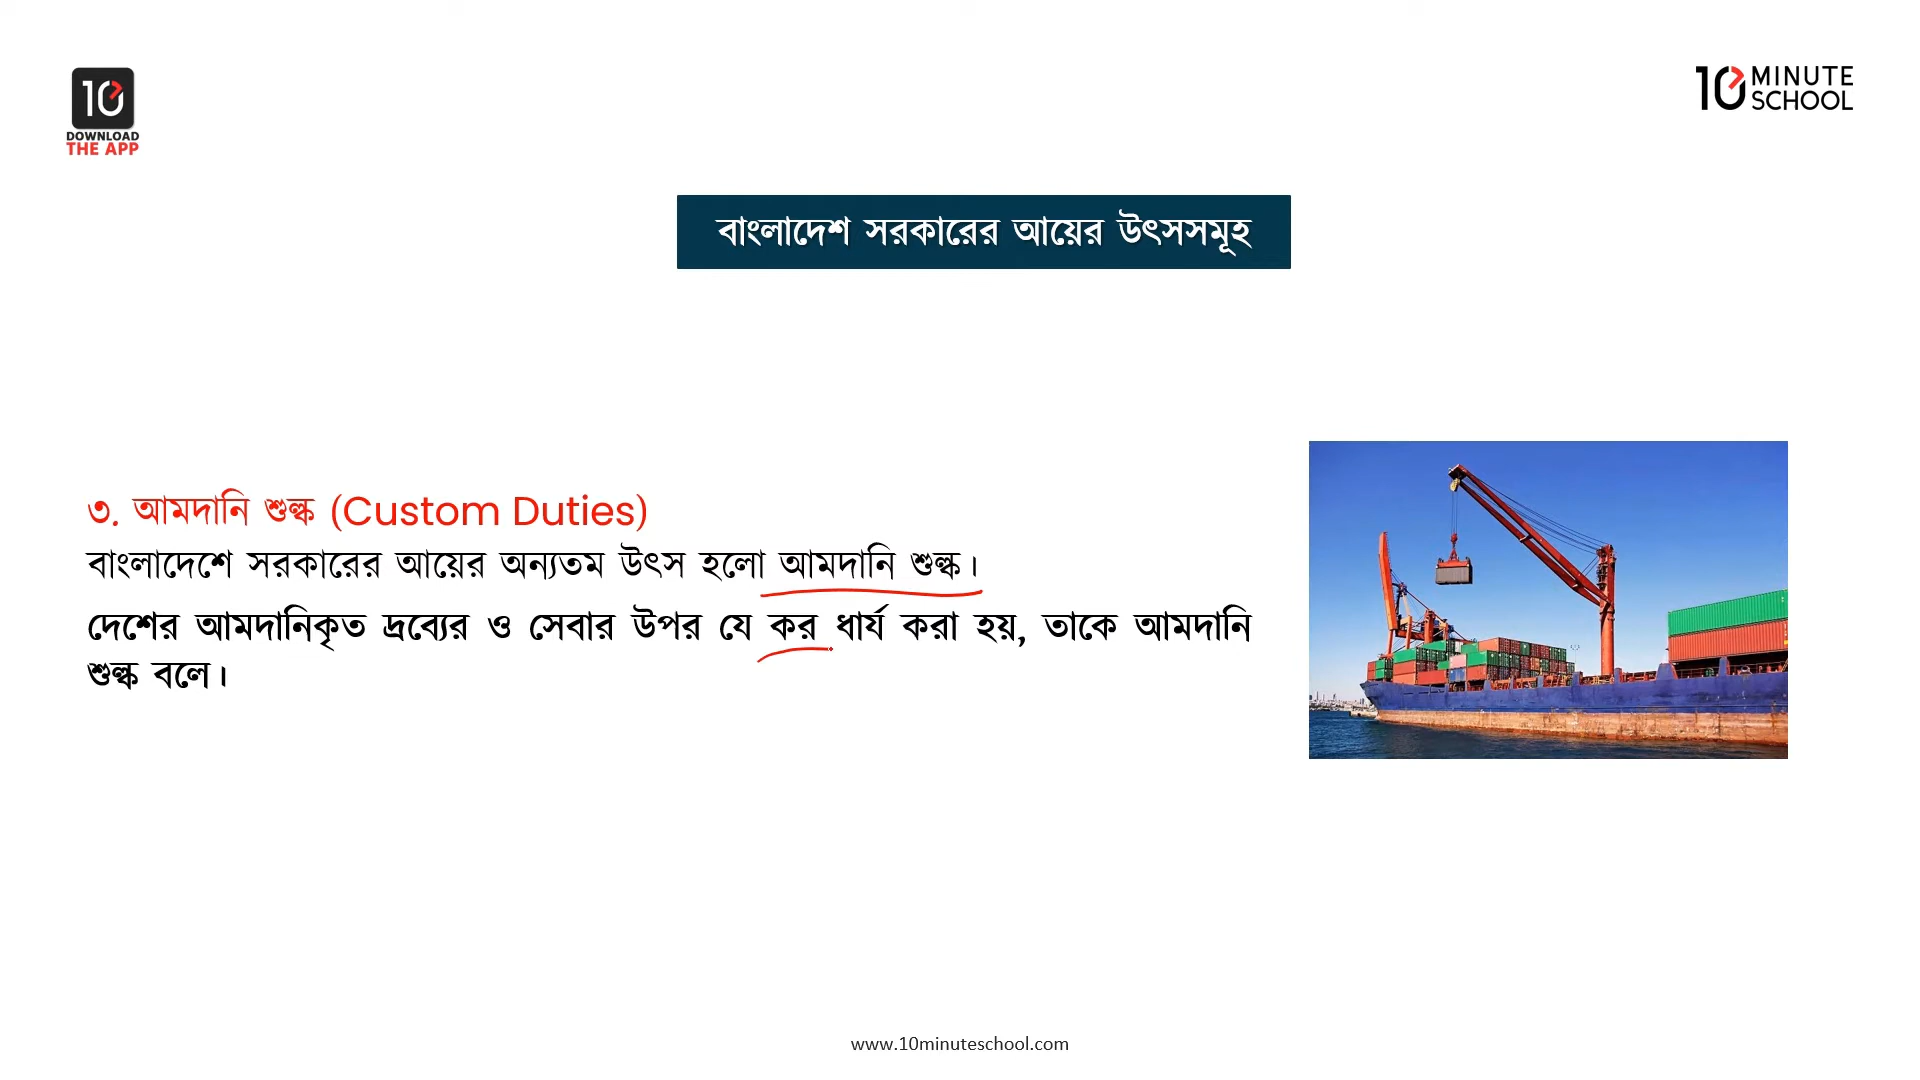 10
DOWNLOAD
THE APP
10 MINUTE
SCHOOL
বাংলাদেশ সরকারের আয়ের উৎসসমূহ
৩. আমদানি শুল্ক (Custom Duties)
বাংলাদেশে সরকারের আয়ের অন্যতম উৎস হলো আমদানি শুল্ক।
দেশের আমদানিকৃত দ্রব্যের ও সেবার উপর যে কর ধার্য করা হয়, তাকে আমদানি
শুল্ক বলে।
www.10minuteschool.com